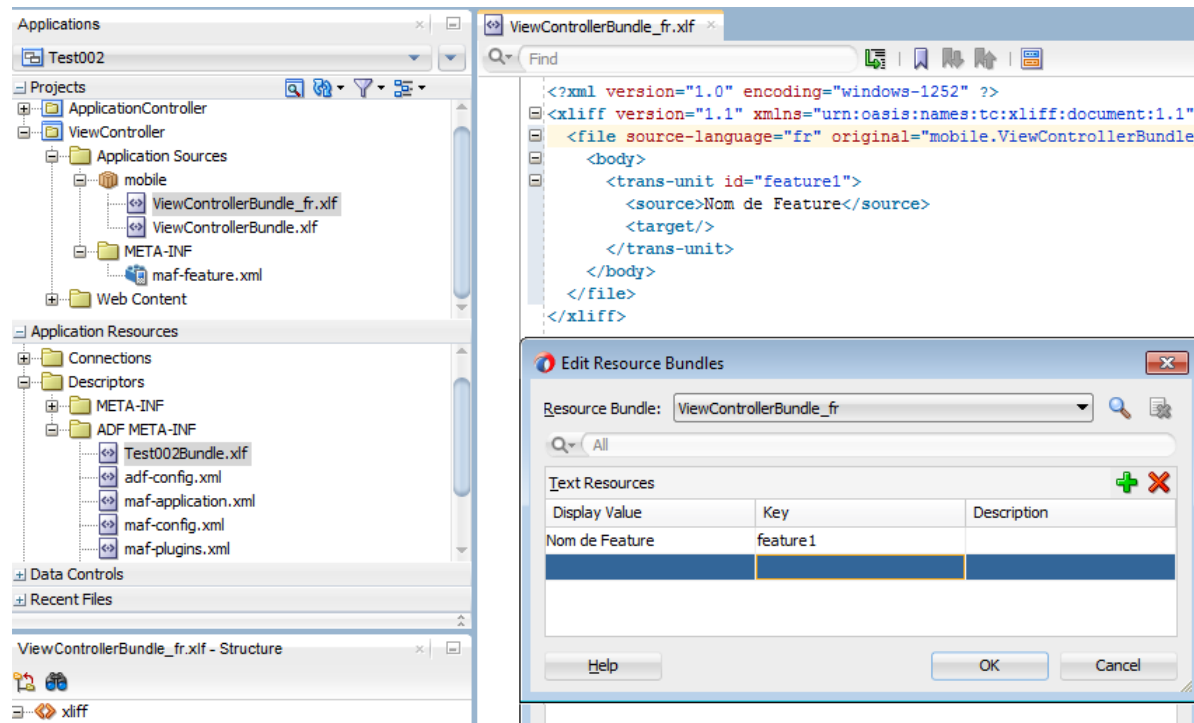 Applications
Test002
Projects
ApplicationController
ViewController
Application Sources
mobile
ViewControllerBundle_fr.xlf
ViewControllerBundle.xlf
META-INF
maf-feature.xml
Web Content
Application Resources
Connections
Descriptors
META-INF
ADF META-INF
Test002Bundle.xlf
adf-config.xml
maf-application.xml
maf-config.xml
maf-plugins.xml
Data Controls
Recent Files
ViewControllerBundle_fr.xlf - Structure
xliff
ViewControllerBundle_fr.xlf
Find
<?xml version="1.0" encoding="windows-1252" ?>
<xliff version="1.1" xmlns="urn:oasis:names:tc:xliff:document:1.1"
<file source-language="fr" original="mobile.ViewControllerBundle
<body>
<trans-unit id="feature1">
<source>Nom de Feature</source>
<target/>
</trans-unit>
</body>
</file>
</xliff>
Edit Resource Bundles
Resource Bundle: ViewControllerBundle_fr
All
Text Resources
Display Value Key Description
Nom de Feature feature1
Help OK Cancel